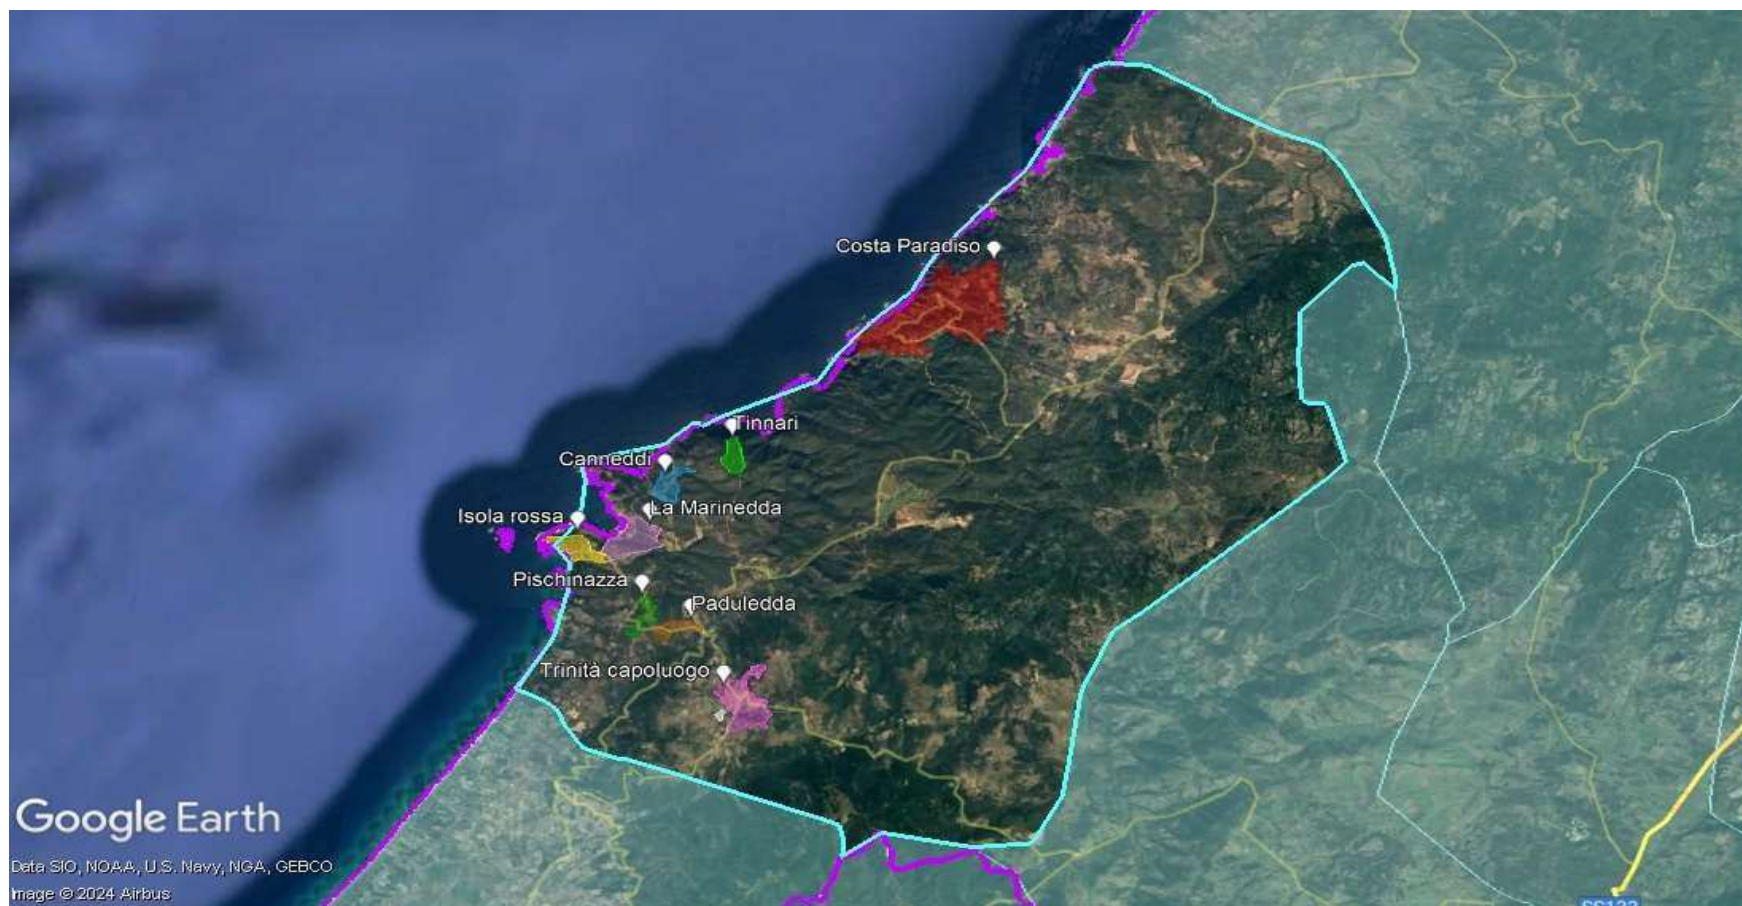 Costa Paradiso
Tinnari
Canneddi
La Marinedda
Isola rossa
Pischinazza
Paduledda
Trinità capoluogo
Google Earth
Data SIO, NOAA, U.S. Navy, NGA, GEBCO
Image © 2024 Airbus
SS133